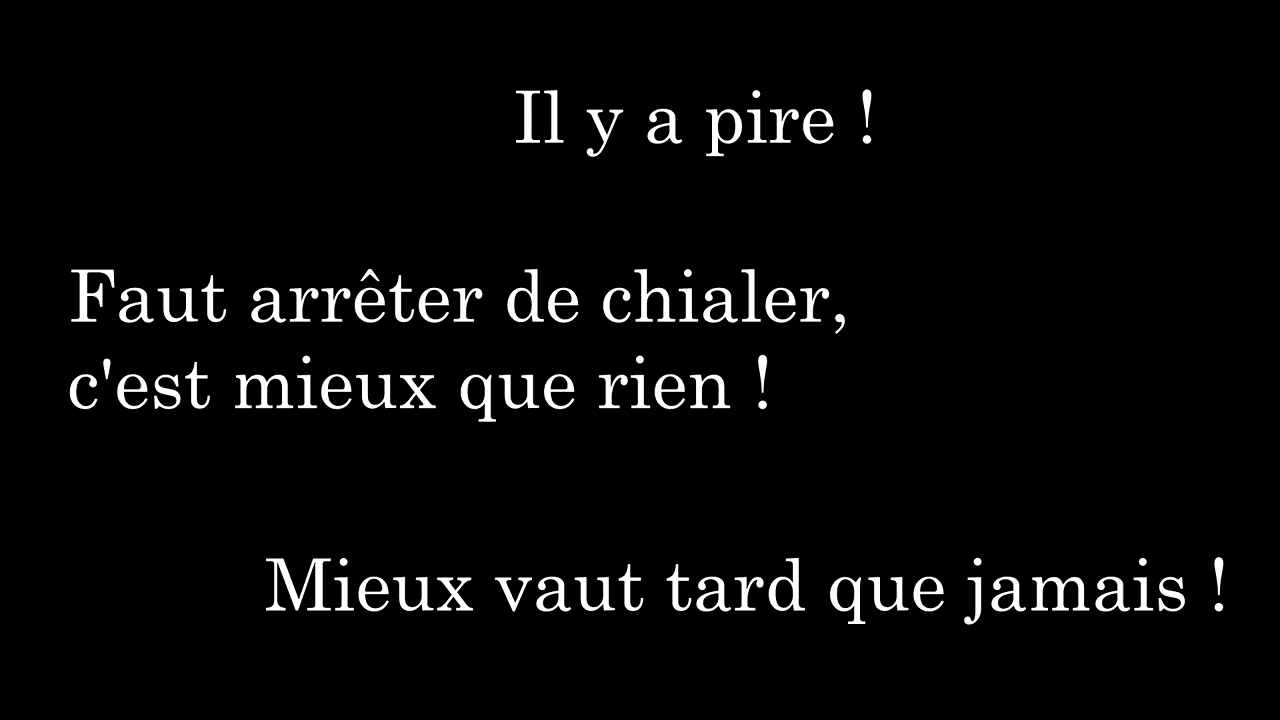 Il y a pire !
Faut arrêter de chialer,
c'est mieux que rien !
Mieux vaut tard que jamais !